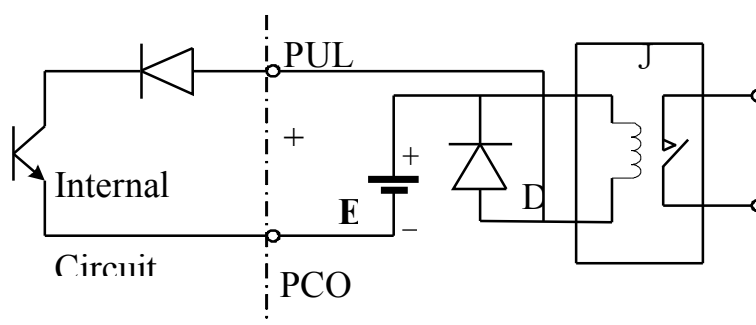 PUL
J
+
+
Internal
E
D
−
Circuit
PCO